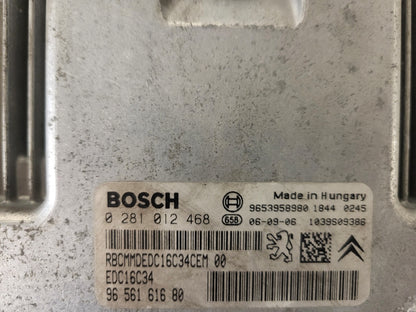 BOSCH
Made in Hungary
0 281 012 468
9653958980 1844 0245
658
06-09-06 1039S09386
RBCMMDEDC16C34CEM 00
EDC16C34
96 561 616 80